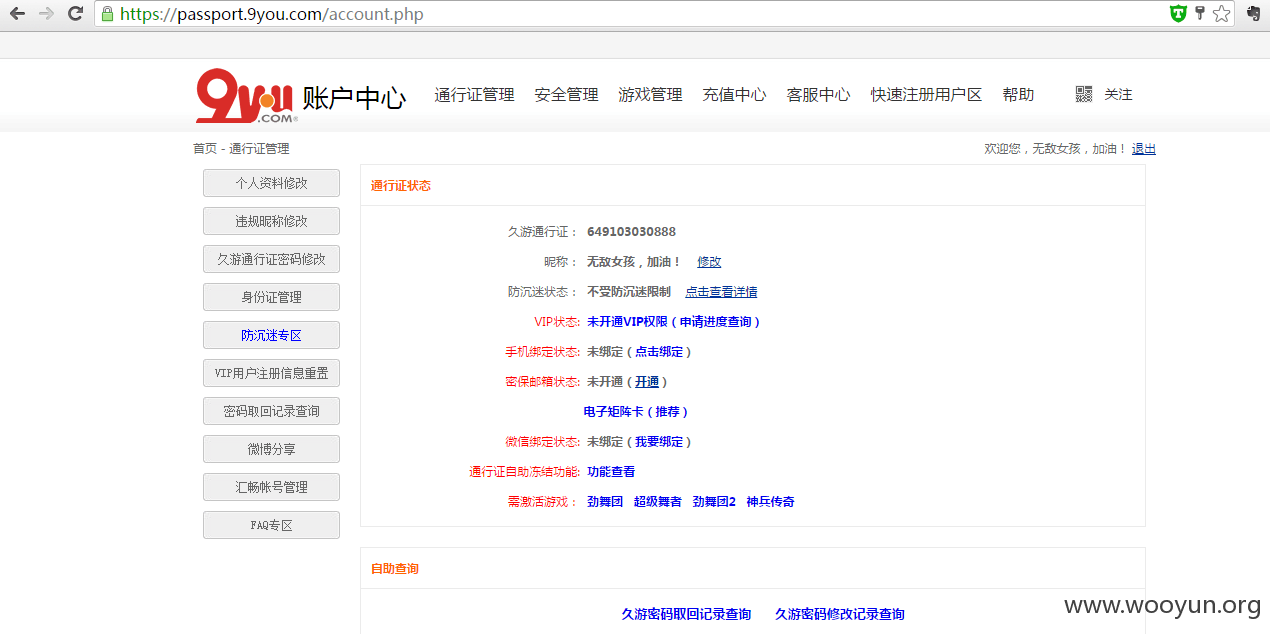 https://passport.9you.com/account.php
9you.COM® 账户中心 通行证管理 安全管理 游戏管理 充值中心 客服中心 快速注册用户区 帮助 关注
首页 - 通行证管理 欢迎您，无敌女孩，加油！ 退出
个人资料修改
违规昵称修改
久游通行证密码修改
身份证管理
防沉迷专区
VIP用户注册信息重置
密码取回记录查询
微博分享
汇畅帐号管理
FAQ专区
通行证状态
久游通行证： 649103030888
昵称： 无敌女孩，加油！ 修改
防沉迷状态： 不受防沉迷限制 点击查看详情
VIP状态: 未开通VIP权限（申请进度查询）
手机绑定状态: 未绑定（点击绑定）
密保邮箱状态: 未开通（开通）
电子矩阵卡（推荐）
微信绑定状态: 未绑定（我要绑定）
通行证自助冻结功能: 功能查看
需激活游戏： 劲舞团 超级舞者 劲舞团2 神兵传奇
自助查询
久游密码取回记录查询 久游密码修改记录查询
www.wooyun.org